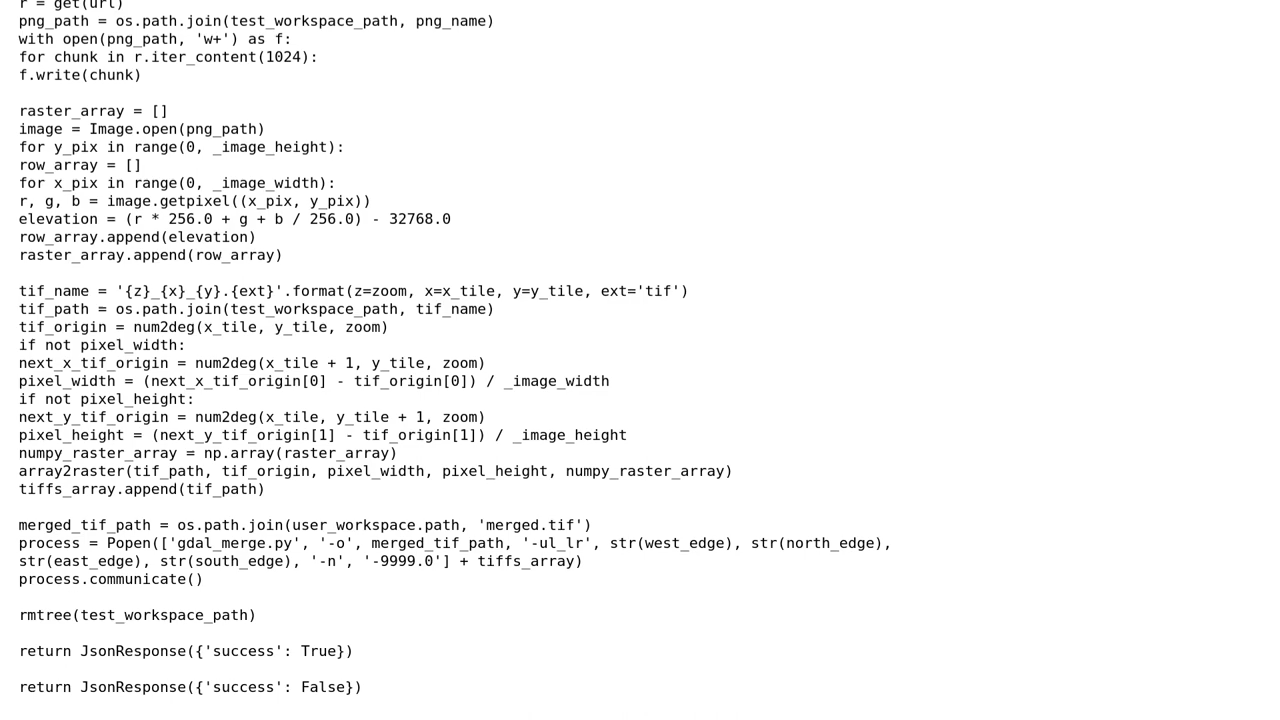 r = get(url)
png_path = os.path.join(test_workspace_path, png_name)
with open(png_path, 'w+') as f:
for chunk in r.iter_content(1024):
f.write(chunk)

raster_array = []
image = Image.open(png_path)
for y_pix in range(0, _image_height):
row_array = []
for x_pix in range(0, _image_width):
r, g, b = image.getpixel((x_pix, y_pix))
elevation = (r * 256.0 + g + b / 256.0) - 32768.0
row_array.append(elevation)
raster_array.append(row_array)

tif_name = '{z}_{x}_{y}.{ext}'.format(z=zoom, x=x_tile, y=y_tile, ext='tif')
tif_path = os.path.join(test_workspace_path, tif_name)
tif_origin = num2deg(x_tile, y_tile, zoom)
if not pixel_width:
next_x_tif_origin = num2deg(x_tile + 1, y_tile, zoom)
pixel_width = (next_x_tif_origin[0] - tif_origin[0]) / _image_width
if not pixel_height:
next_y_tif_origin = num2deg(x_tile, y_tile + 1, zoom)
pixel_height = (next_y_tif_origin[1] - tif_origin[1]) / _image_height
numpy_raster_array = np.array(raster_array)
array2raster(tif_path, tif_origin, pixel_width, pixel_height, numpy_raster_array)
tiffs_array.append(tif_path)

merged_tif_path = os.path.join(user_workspace.path, 'merged.tif')
process = Popen(['gdal_merge.py', '-o', merged_tif_path, '-ul_lr', str(west_edge), str(north_edge),
str(east_edge), str(south_edge), '-n', '-9999.0'] + tiffs_array)
process.communicate()

rmtree(test_workspace_path)

return JsonResponse({'success': True})

return JsonResponse({'success': False})